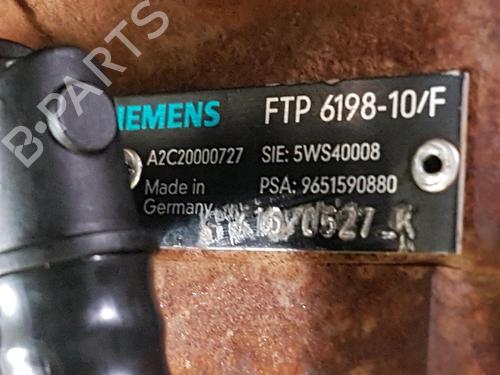 B-PARTS
SIEMENS FTP 6198-10/F
A2C20000727 SIE: 5WS40008
Made in PSA: 9651590880
Germany